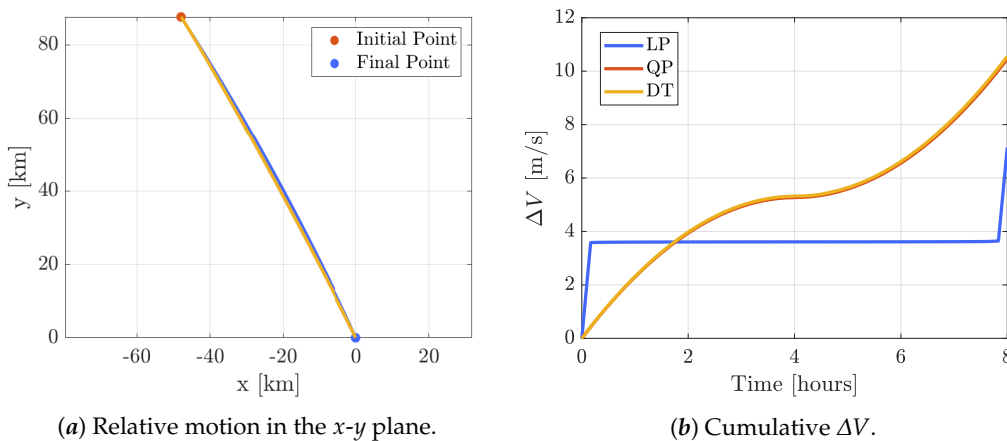 80
60
40
20
0
y [km]
-60
-40
-20
0
20
x [km]
Initial Point
Final Point
(a) Relative motion in the x-y plane.
12
10
8
6
4
2
0
ΔV [m/s]
0
2
4
6
8
Time [hours]
LP
QP
DT
(b) Cumulative ΔV.